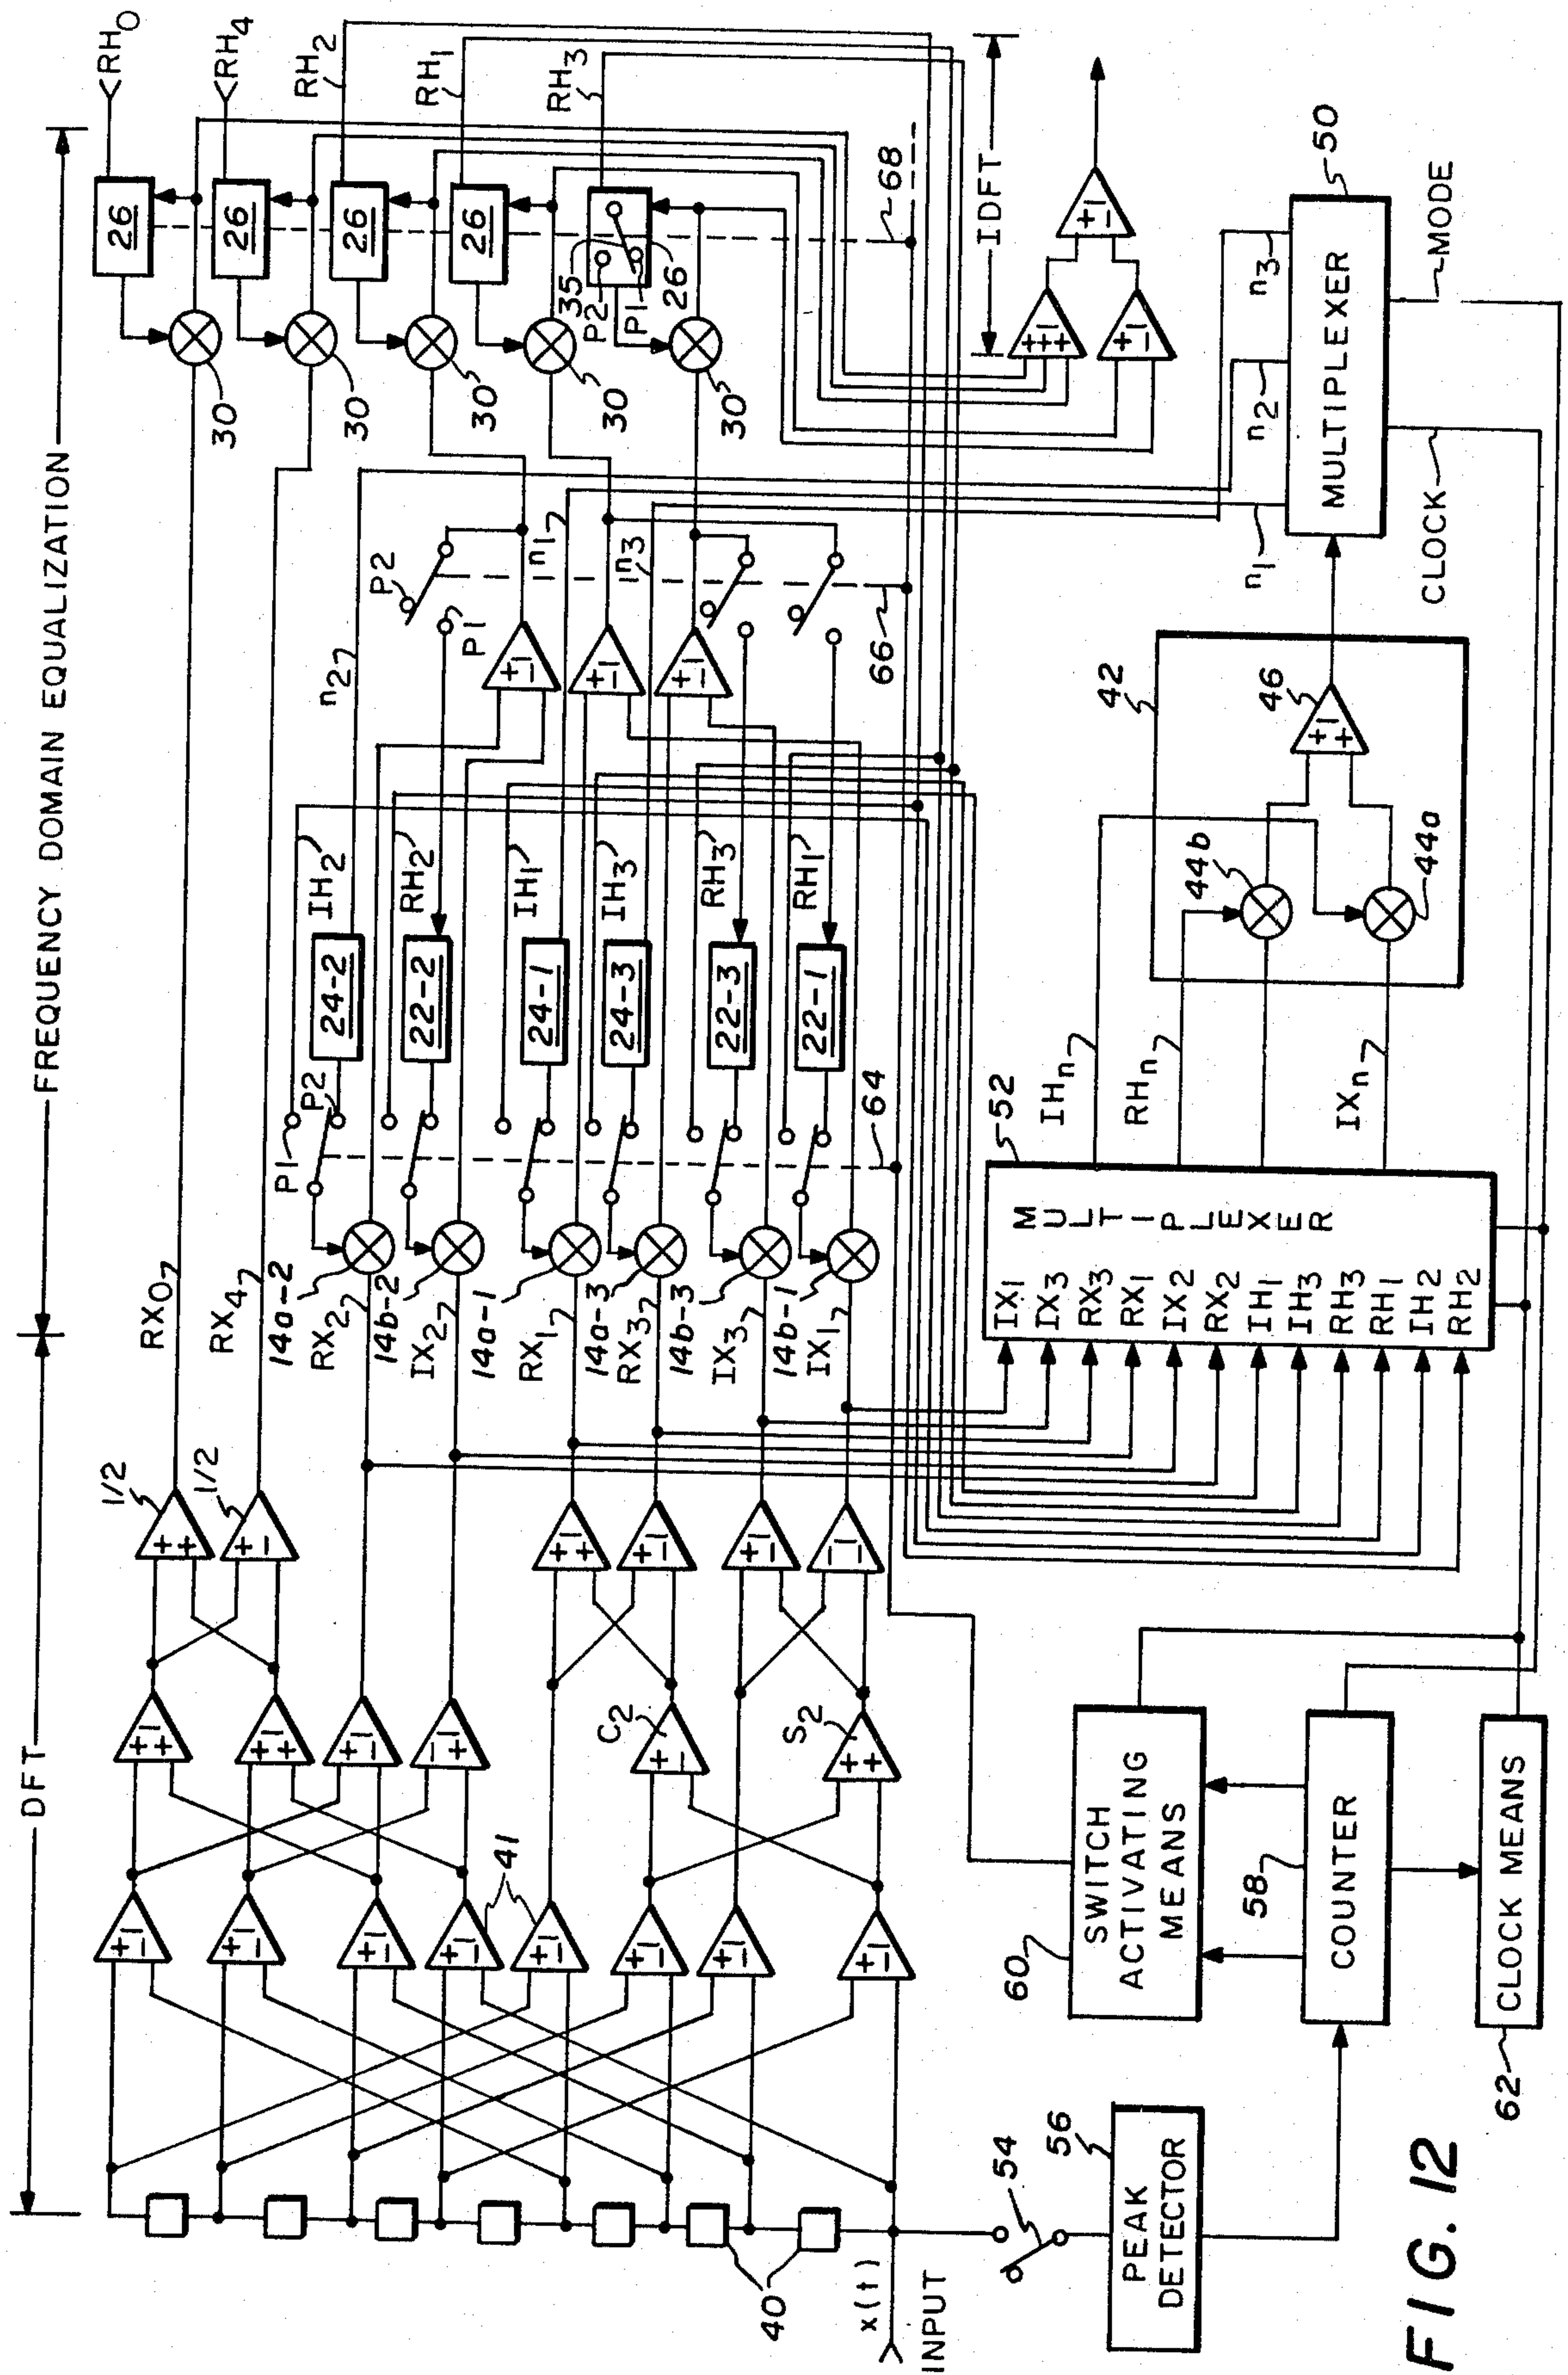 DFT
FREQUENCY DOMAIN EQUALIZATION
RX0
RX4
1/2
1/2
RH0
RH4
RH2
RH1
RH3
26
26
26
26
26
35
P2
P1
30
30
30
30
30
68
IDFT
14a-2
RX2
14b-2
IX2
14a-1
RX1
14a-3
RX3
14b-3
IX3
14b-1
IX1
P1
P2
IH2
24-2
RH2
22-2
IH1
24-1
IH3
24-3
RH3
22-3
RH1
22-1
64
n2
P2
P1
n1
n3
66
41
C2
S2
40
x(t)
INPUT
54
56
PEAK DETECTOR
60
SWITCH ACTIVATING MEANS
58
COUNTER
62
CLOCK MEANS
52
MULTIPLEXER
IX1
IX3
RX3
RX1
IX2
RX2
IH1
IH3
RH3
RH1
IH2
RH2
IHn
RHn
IXn
42
44b
44a
46
n1
n2
n3
MULTIPLEXER
50
CLOCK
MODE
FIG. 12